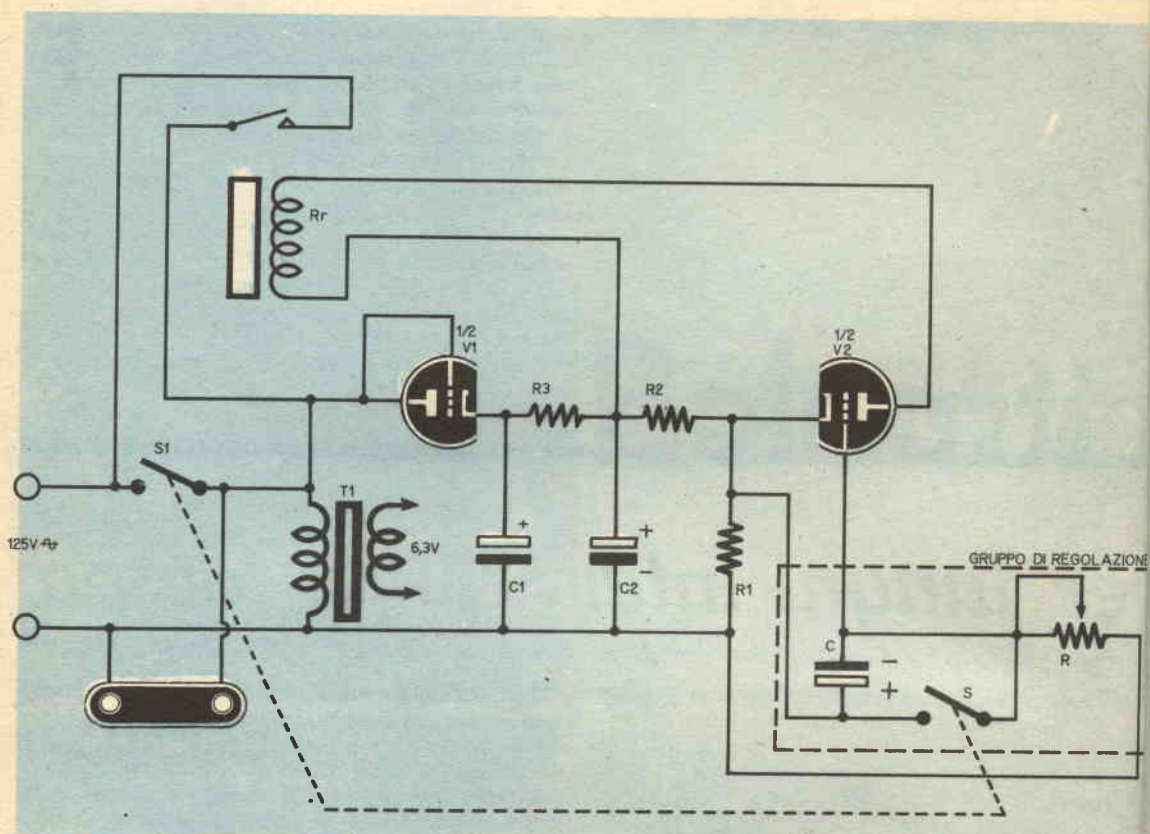 Rr
1/2
V1
1/2
V2
R3
R2
S1
T1
125V
6,3V
+
C1
+
-
C2
R1
GRUPPO DI REGOLAZIONE
C
-
+
S
R